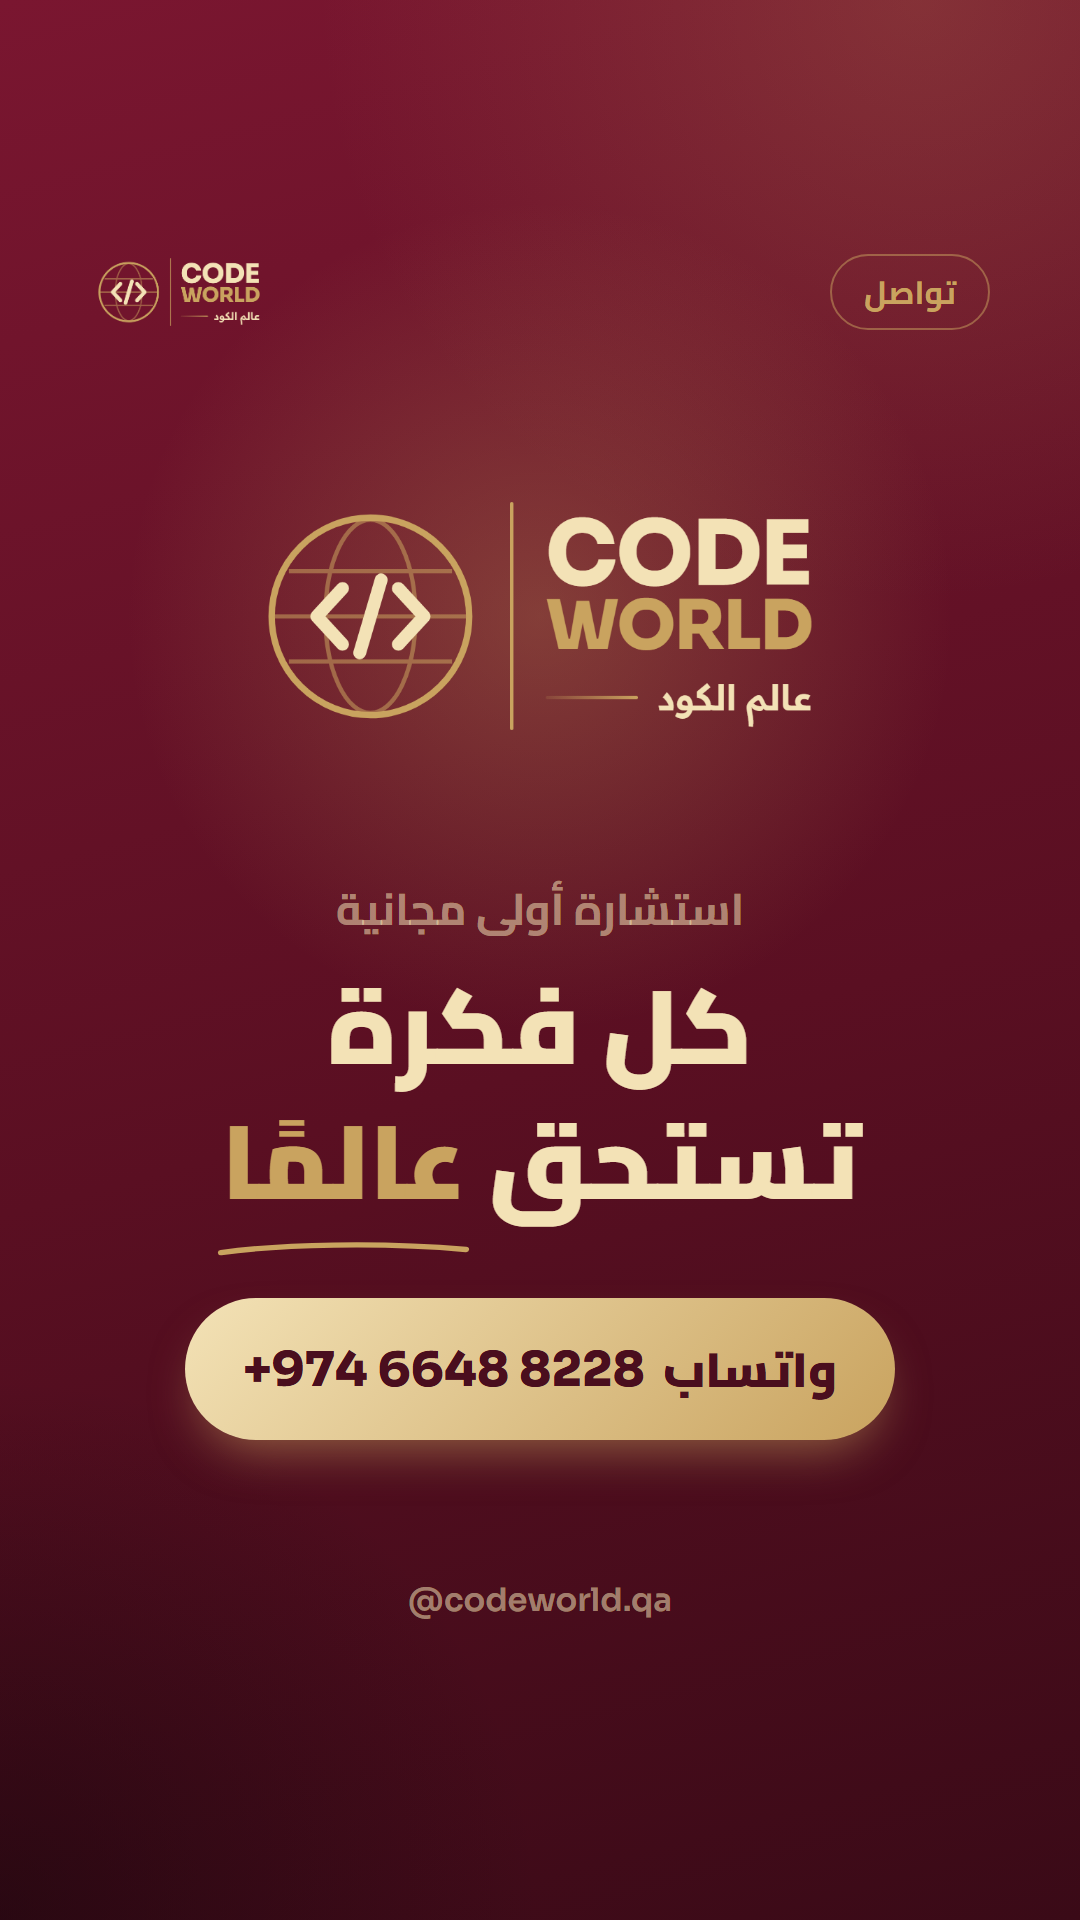 CODE
WORLD
عالم الكود
تواصل
</>
CODE
WORLD
عالم الكود
استشارة أولى مجانية
كل فكرة
تستحق عالمًا
واتساب +974 6648 8228
@codeworld.qa